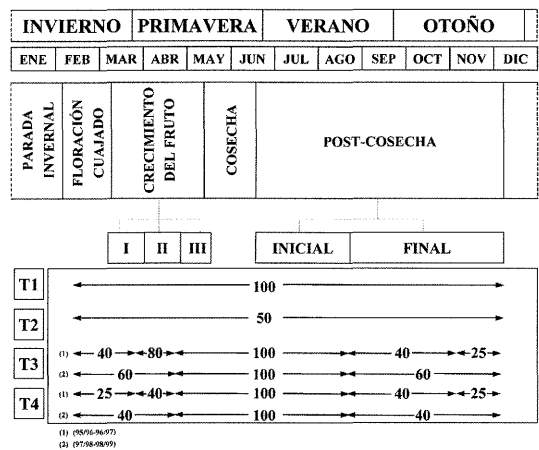 INVIERNO PRIMAVERA VERANO OTOÑO
ENE FEB MAR ABR MAY JUN JUL AGO SEP OCT NOV DIC
PARADA INVERNAL
FLORACIÓN CUAJADO
CRECIMIENTO DEL FRUTO
COSECHA
POST-COSECHA
I II III INICIAL FINAL
T1 100
T2 50
T3 (1) 40 80 100 40 25
(2) 60 100 60
T4 (1) 25 40 100 40 25
(2) 40 100 40
(1) (95/96-96/97)
(2) (97/98-98/99)